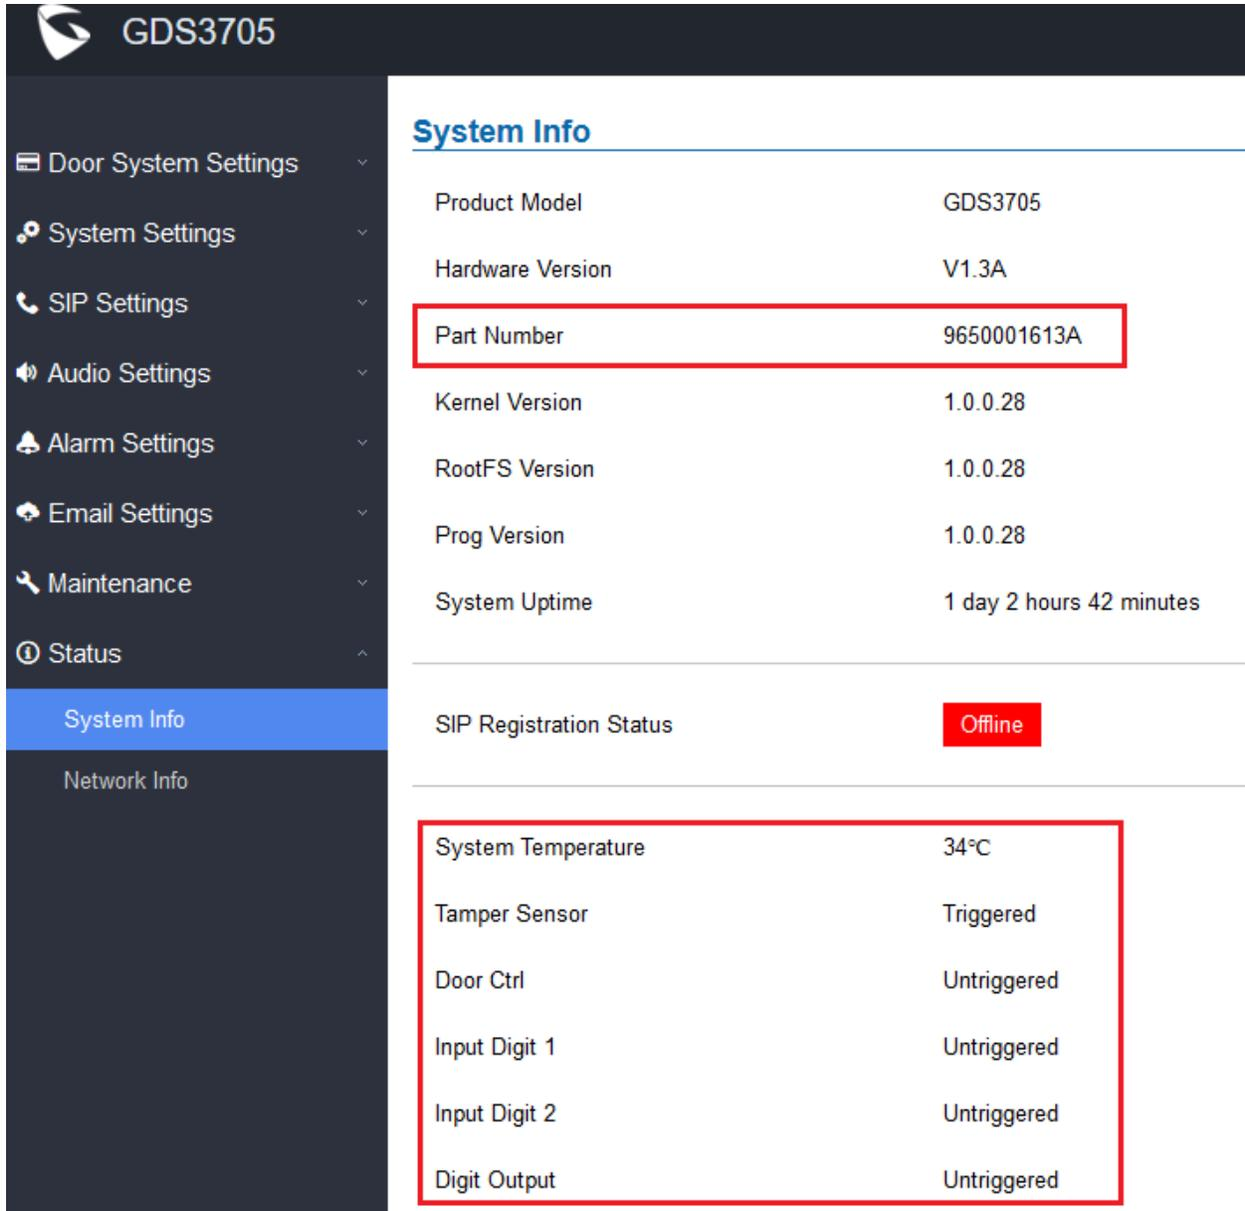 GDS3705
Door System Settings
System Settings
SIP Settings
Audio Settings
Alarm Settings
Email Settings
Maintenance
Status
System Info
Network Info
System Info
Product Model GDS3705
Hardware Version V1.3A
Part Number 9650001613A
Kernel Version 1.0.0.28
RootFS Version 1.0.0.28
Prog Version 1.0.0.28
System Uptime 1 day 2 hours 42 minutes
SIP Registration Status Offline
System Temperature 34℃
Tamper Sensor Triggered
Door Ctrl Untriggered
Input Digit 1 Untriggered
Input Digit 2 Untriggered
Digit Output Untriggered